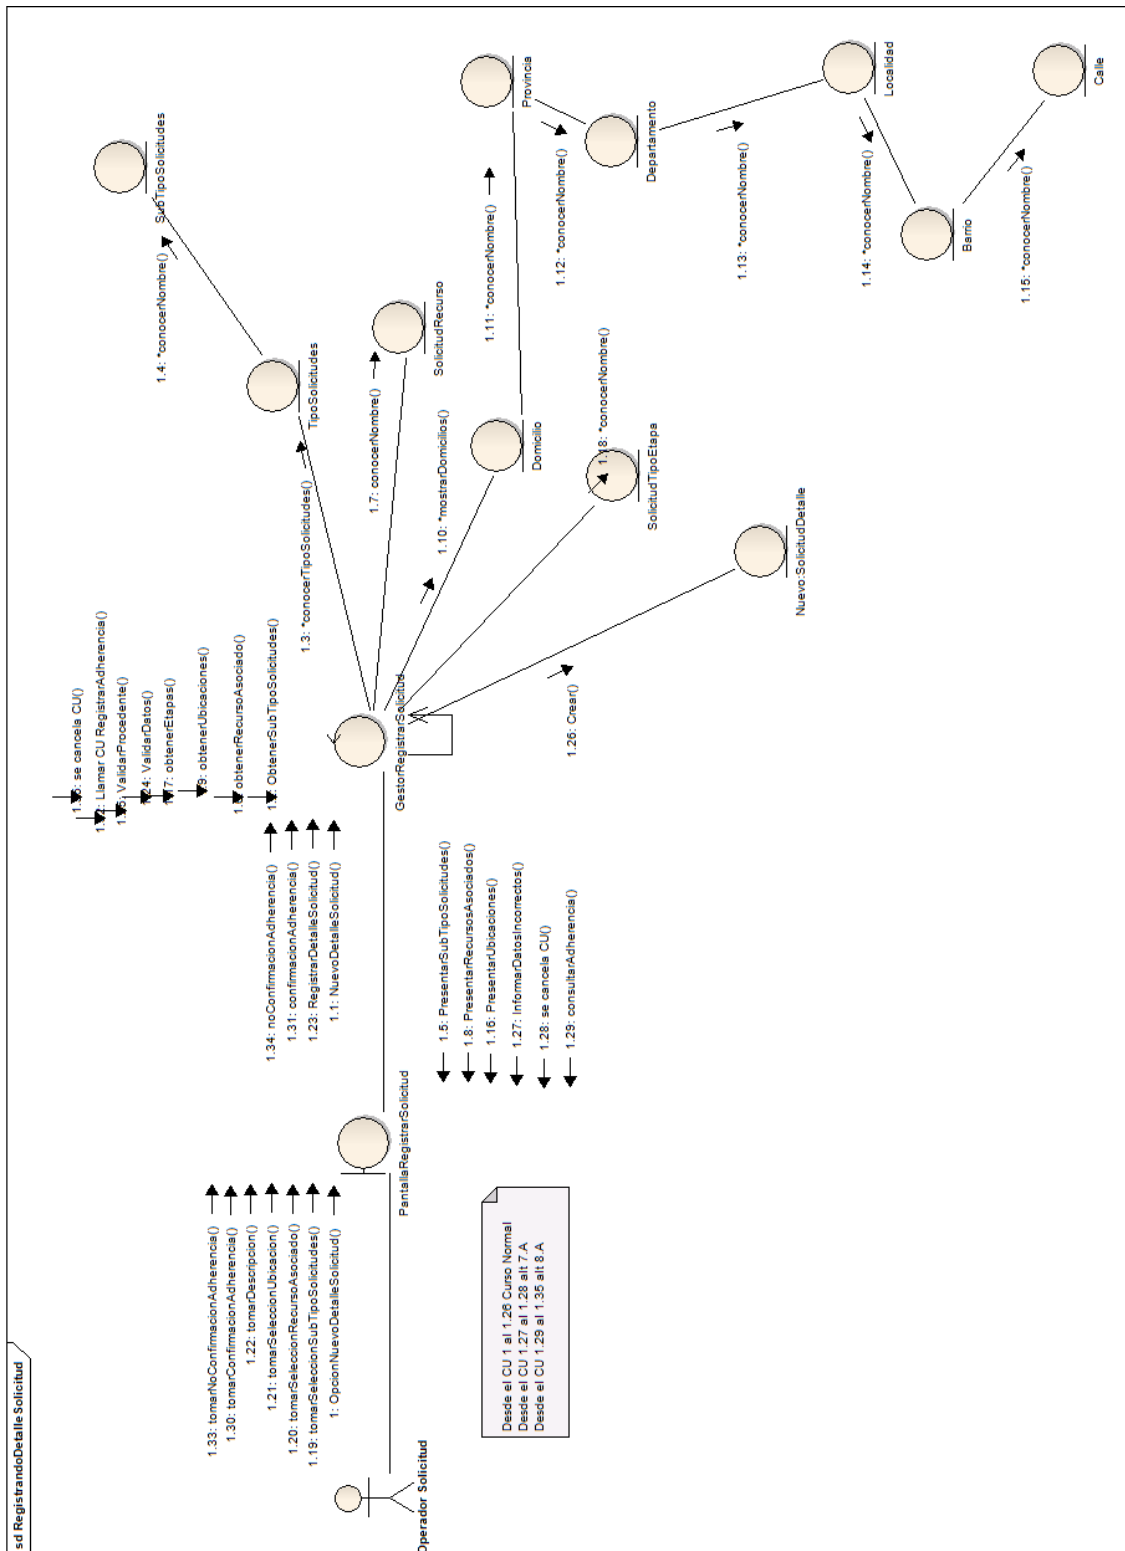 sd RegistrandoDetalleSolicitud
Operador Solicitud
1.33: tomarNoConfirmacionAdherencia()
1.30: tomarConfirmacionAdherencia()
1.22: tomarDescripcion()
1.21: tomarSeleccionUbicacion()
1.20: tomarSeleccionRecursoAsociado()
1.19: tomarSeleccionSubTipoSolicitudes()
1: OpcionNuevoDetalleSolicitud()
PantallaRegistrarSolicitud
Desde el CU 1 al 1.26 Curso Normal
Desde el CU 1.27 al 1.28 alt 7.A
Desde el CU 1.29 al 1.35 alt 8.A
1.34: noConfirmacionAdherencia()
1.31: confirmacionAdherencia()
1.23: RegistrarDetalleSolicitud()
1.1: NuevoDetalleSolicitud()
1.5: PresentarSubTipoSolicitudes()
1.8: PresentarRecursosAsociados()
1.16: PresentarUbicaciones()
1.27: InformarDatosIncorrectos()
1.28: se cancela CU()
1.29: consultarAdherencia()
se cancela CU()
Llamar CU RegistrarAdherencia()
ValidarProcedente()
ValidarDatos()
obtenerEtapas()
obtenerUbicaciones()
obtenerRecursoAsociado()
ObtenerSubTipoSolicitudes()
GestorRegistrarSolicitud
1.3: *conocerTipoSolicitudes()
TipoSolicitudes
1.4: *conocerNombre()
SubTipoSolicitudes
1.7: conocerNombre()
SolicitudRecurso
1.10: *mostrarDomicilios()
Domicilio
1.18: *conocerNombre()
SolicitudTipoEtapa
1.26: Crear()
Nuevo:SolicitudDetalle
1.11: *conocerNombre()
Provincia
1.12: *conocerNombre()
Departamento
1.13: *conocerNombre()
Localidad
1.14: *conocerNombre()
Barrio
1.15: *conocerNombre()
Calle